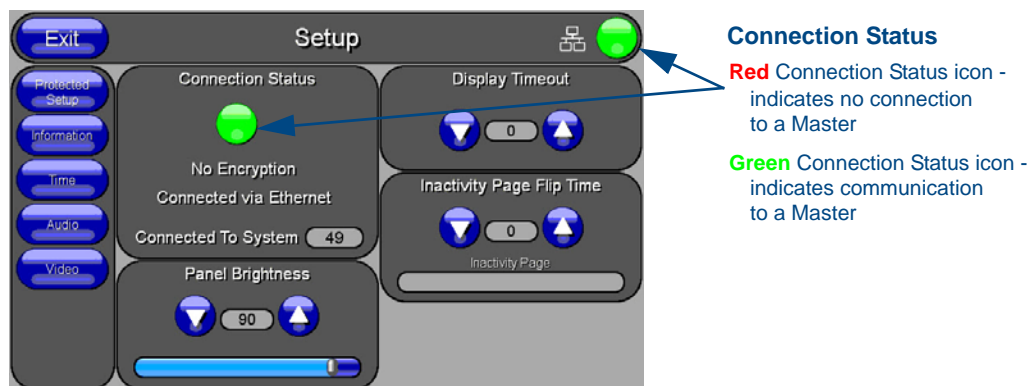 Exit
Setup
Protected
Setup
Information
Time
Audio
Video
Connection Status
No Encryption
Connected via Ethernet
Connected To System 49
Panel Brightness
90
Display Timeout
0
Inactivity Page Flip Time
0
Inactivity Page
Connection Status
Red Connection Status icon -
indicates no connection
to a Master
Green Connection Status icon -
indicates communication
to a Master